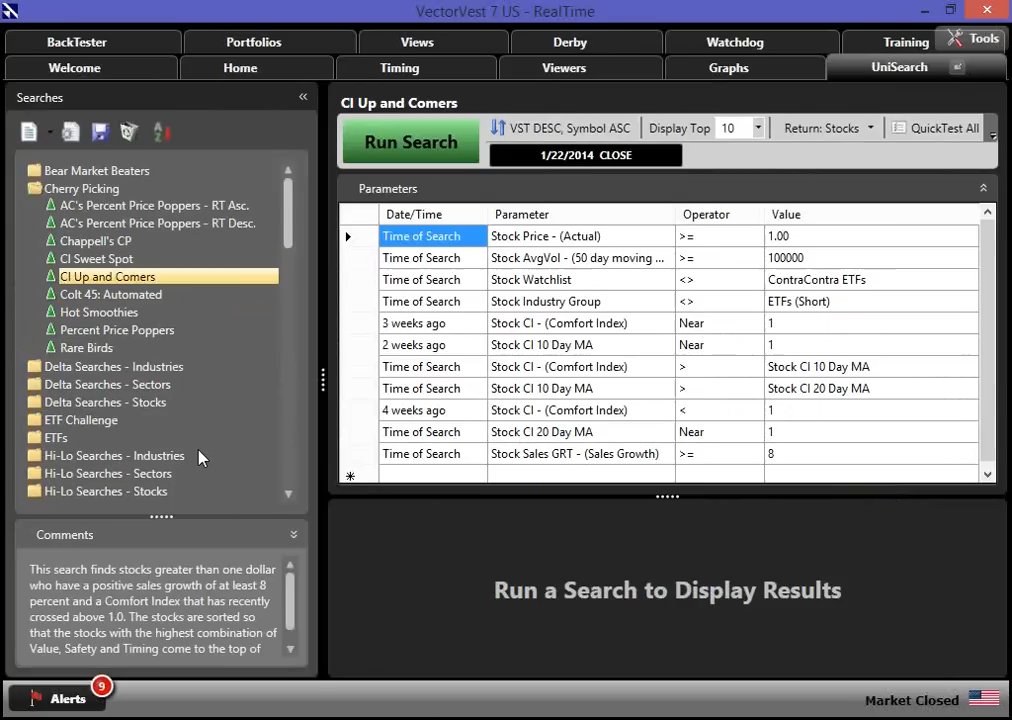 VectorVest 7 US - RealTime
BackTester Portfolios Views Derby Watchdog Training Tools
Welcome Home Timing Viewers Graphs UniSearch
Searches
Bear Market Beaters
Cherry Picking
AC's Percent Price Poppers - RT Asc.
AC's Percent Price Poppers - RT Desc.
Chappell's CP
CI Sweet Spot
CI Up and Comers
Colt 45: Automated
Hot Smoothies
Percent Price Poppers
Rare Birds
Delta Searches - Industries
Delta Searches - Sectors
Delta Searches - Stocks
ETF Challenge
ETFs
Hi-Lo Searches - Industries
Hi-Lo Searches - Sectors
Hi-Lo Searches - Stocks
Comments
This search finds stocks greater than one dollar
who have a positive sales growth of at least 8
percent and a Comfort Index that has recently
crossed above 1.0. The stocks are sorted so
that the stocks with the highest combination of
Value, Safety and Timing come to the top of
CI Up and Comers
Run Search
VST DESC, Symbol ASC Display Top 10 Return: Stocks QuickTest All
1/22/2014 CLOSE
Parameters
Date/Time Parameter Operator Value
Time of Search Stock Price - (Actual) >= 1.00
Time of Search Stock AvgVol - (50 day moving ... >= 100000
Time of Search Stock Watchlist <> ContraContra ETFs
Time of Search Stock Industry Group <> ETFs (Short)
3 weeks ago Stock CI - (Comfort Index) Near 1
2 weeks ago Stock CI 10 Day MA Near 1
Time of Search Stock CI - (Comfort Index) > Stock CI 10 Day MA
Time of Search Stock CI 10 Day MA > Stock CI 20 Day MA
4 weeks ago Stock CI - (Comfort Index) < 1
Time of Search Stock CI 20 Day MA Near 1
Time of Search Stock Sales GRT - (Sales Growth) >= 8
Run a Search to Display Results
Alerts 9
Market Closed